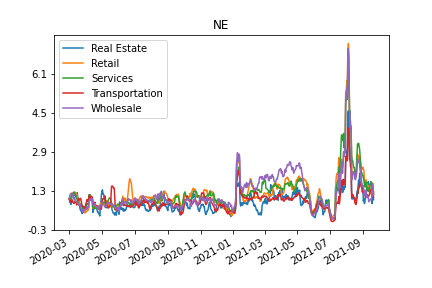 NE
Real Estate
Retail
Services
Transportation
Wholesale
6.1
4.5
2.9
1.3
-0.3
2020-03
2020-05
2020-07
2020-09
2020-11
2021-01
2021-03
2021-05
2021-07
2021-09